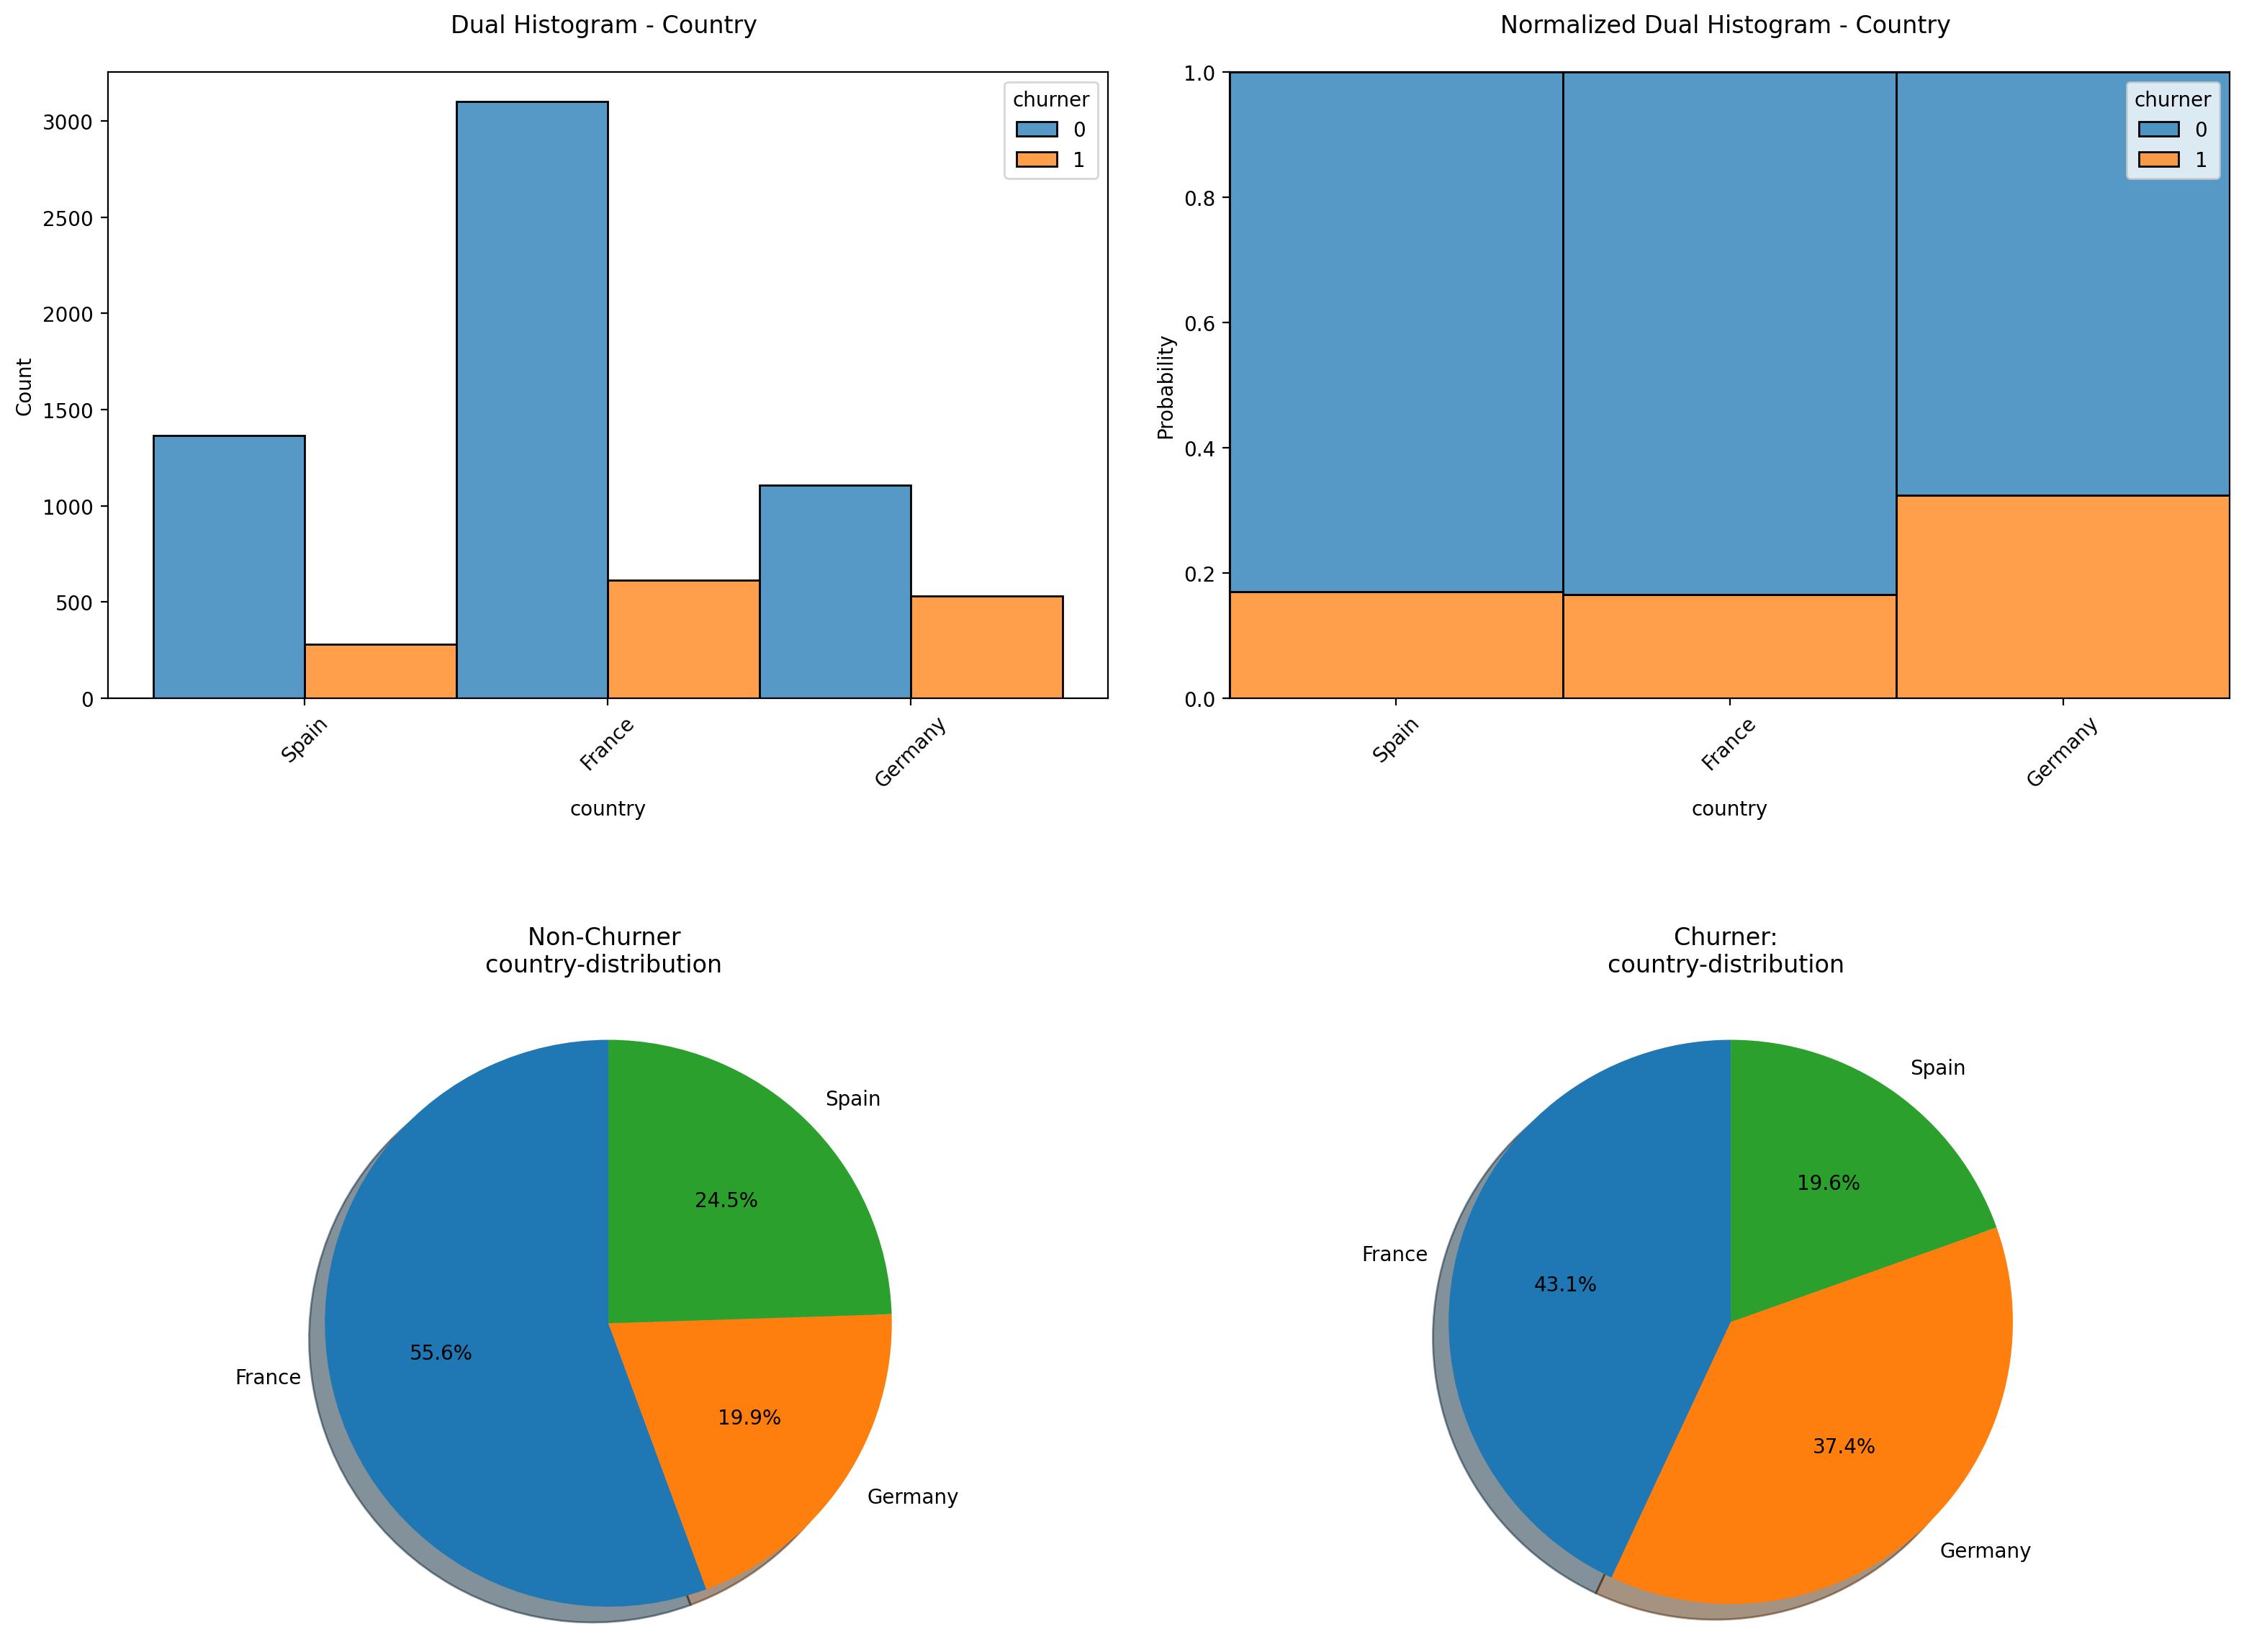 Dual Histogram - Country
churner
0
1
3000
2500
2000
1500
1000
500
0
Count
Spain
France
Germany
country
Normalized Dual Histogram - Country
churner
0
1
1.0
0.8
0.6
0.4
0.2
0.0
Probability
Spain
France
Germany
country
Non-Churner
country-distribution
Spain
24.5%
France
55.6%
19.9%
Germany
Churner:
country-distribution
Spain
19.6%
France
43.1%
37.4%
Germany